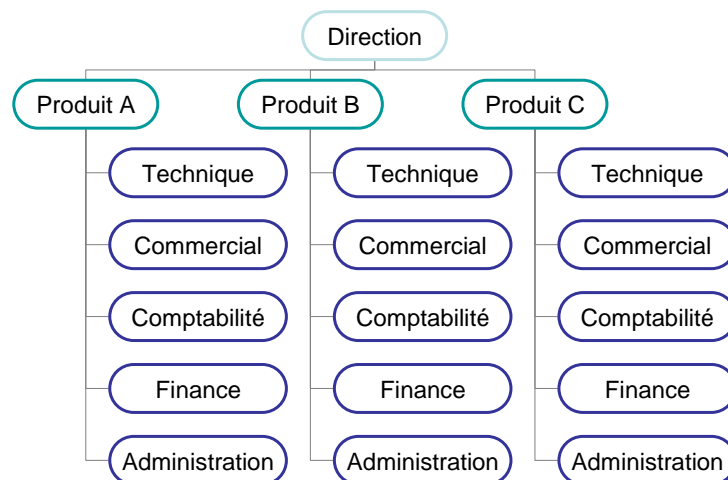 Direction
Produit A
Produit B
Produit C
Technique
Technique
Technique
Commercial
Commercial
Commercial
Comptabilité
Comptabilité
Comptabilité
Finance
Finance
Finance
Administration
Administration
Administration